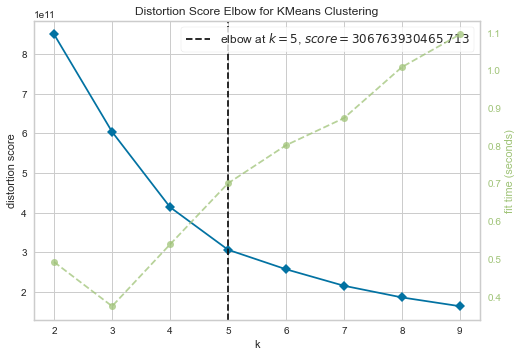 Distortion Score Elbow for KMeans Clustering
1e11
elbow at k = 5, score = 306763930465.713
8
7
6
5
4
3
2
distortion score
1.1
1.0
0.9
0.8
0.7
0.6
0.5
0.4
fit time (seconds)
2 3 4 5 6 7 8 9
k